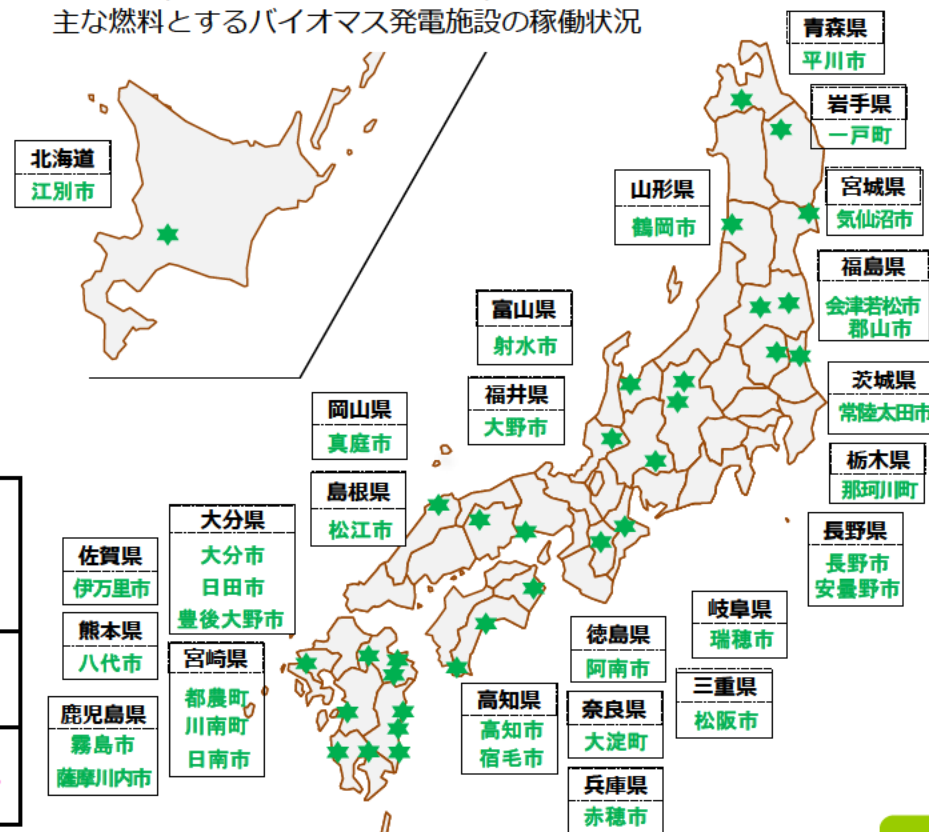 主な燃料とするバイオマス発電施設の稼働状況
青森県
平川市
岩手県
一戸町
北海道
江別市
山形県
鶴岡市
宮城県
気仙沼市
福島県
会津若松市
郡山市
富山県
射水市
福井県
大野市
茨城県
常陸太田市
岡山県
真庭市
栃木県
那珂川町
島根県
松江市
大分県
大分市
日田市
豊後大野市
長野県
長野市
安曇野市
佐賀県
伊万里市
岐阜県
瑞穂市
熊本県
八代市
徳島県
阿南市
宮崎県
都農町
川南町
日南市
三重県
松阪市
高知県
高知市
宿毛市
奈良県
大淀町
鹿児島県
霧島市
薩摩川内市
兵庫県
赤穂市